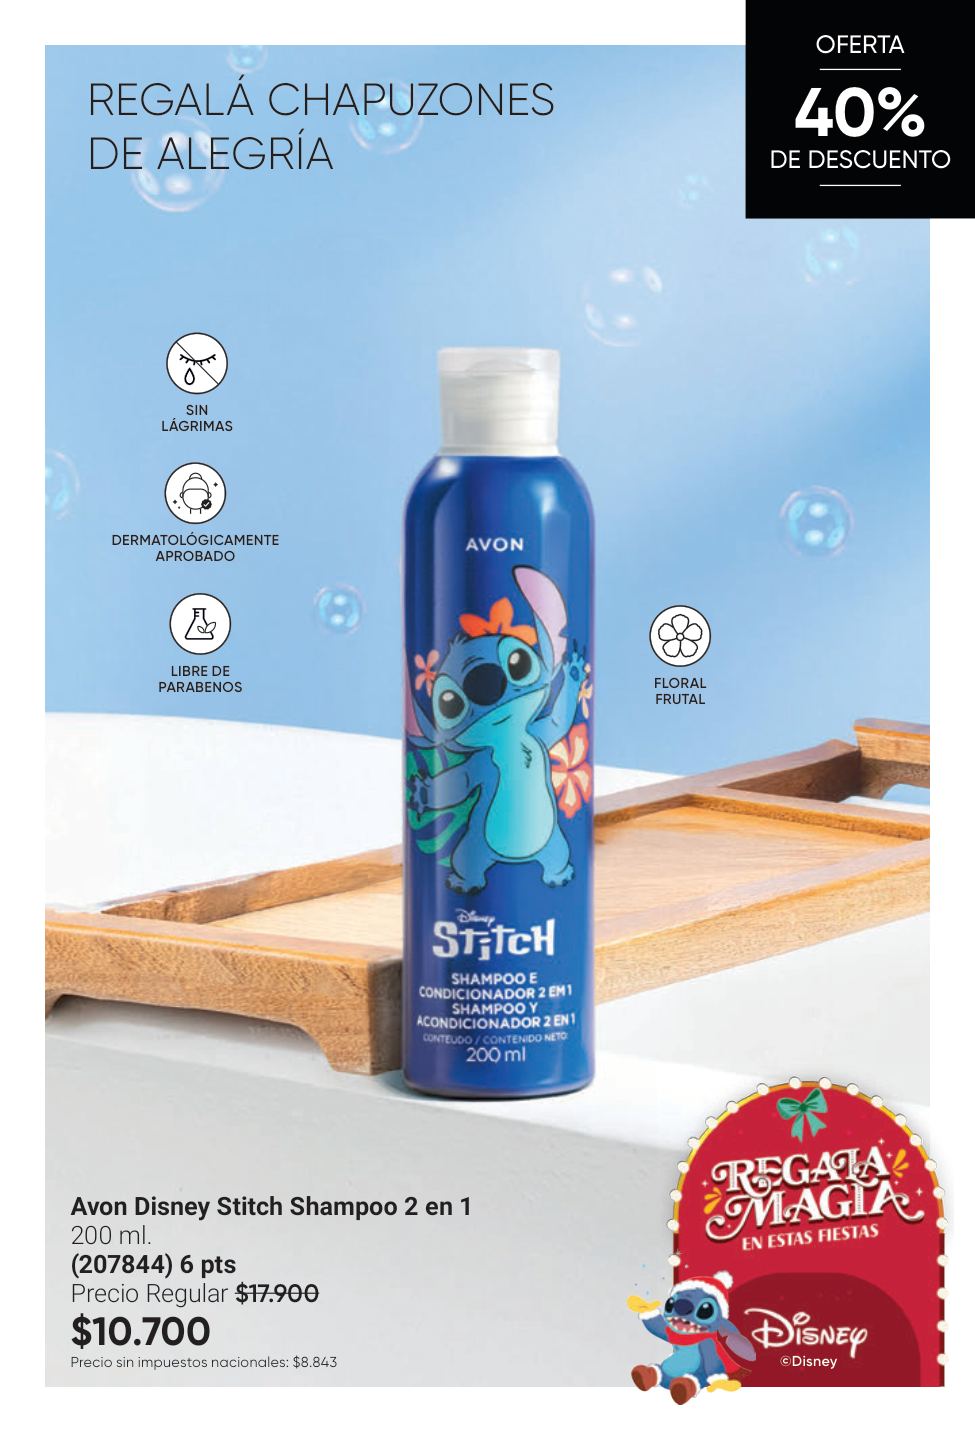 OFERTA
40%
DE DESCUENTO
REGALÁ CHAPUZONES
DE ALEGRÍA
SIN
LÁGRIMAS
DERMATOLÓGICAMENTE
APROBADO
LIBRE DE
PARABENOS
FLORAL
FRUTAL
AVON
Disney
Stitch
SHAMPOO E
CONDICIONADOR 2 EM 1
SHAMPOO Y
ACONDICIONADOR 2 EN 1
CONTEÚDO / CONTENIDO NETO:
200 ml
Avon Disney Stitch Shampoo 2 en 1
200 ml.
(207844) 6 pts
Precio Regular $17.900
$10.700
Precio sin impuestos nacionales: $8.843
REGALA
MAGIA
EN ESTAS FIESTAS
Disney
©Disney